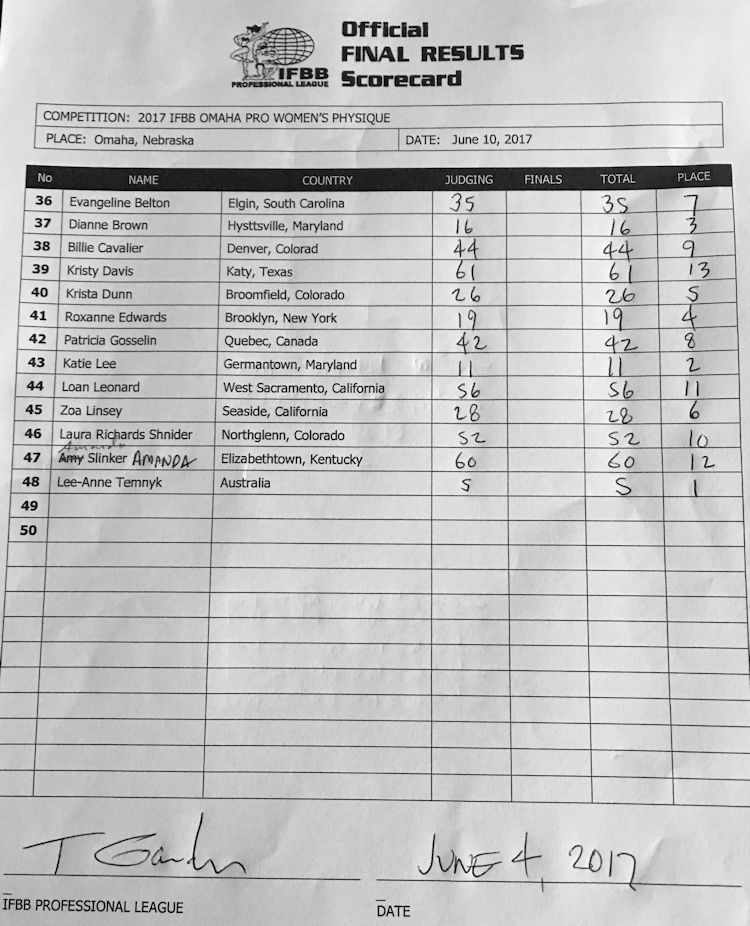 Official
FINAL RESULTS
Scorecard
IFBB
PROFESSIONAL LEAGUE
COMPETITION: 2017 IFBB OMAHA PRO WOMEN'S PHYSIQUE
PLACE: Omaha, Nebraska DATE: June 10, 2017
No NAME COUNTRY JUDGING FINALS TOTAL PLACE
36 Evangeline Belton Elgin, South Carolina 35 35 7
37 Dianne Brown Hysttsville, Maryland 16 16 3
38 Billie Cavalier Denver, Colorad 44 44 9
39 Kristy Davis Katy, Texas 61 61 13
40 Krista Dunn Broomfield, Colorado 26 26 5
41 Roxanne Edwards Brooklyn, New York 19 19 4
42 Patricia Gosselin Quebec, Canada 42 42 8
43 Katie Lee Germantown, Maryland 11 11 2
44 Loan Leonard West Sacramento, California 56 56 11
45 Zoa Linsey Seaside, California 28 28 6
46 Laura Richards Shnider Northglenn, Colorado 52 52 10
Amanda
47 Amy Slinker AMANDA Elizabethtown, Kentucky 60 60 12
48 Lee-Anne Temnyk Australia 5 5 1
49
50
JUNE 4, 2017
IFBB PROFESSIONAL LEAGUE DATE